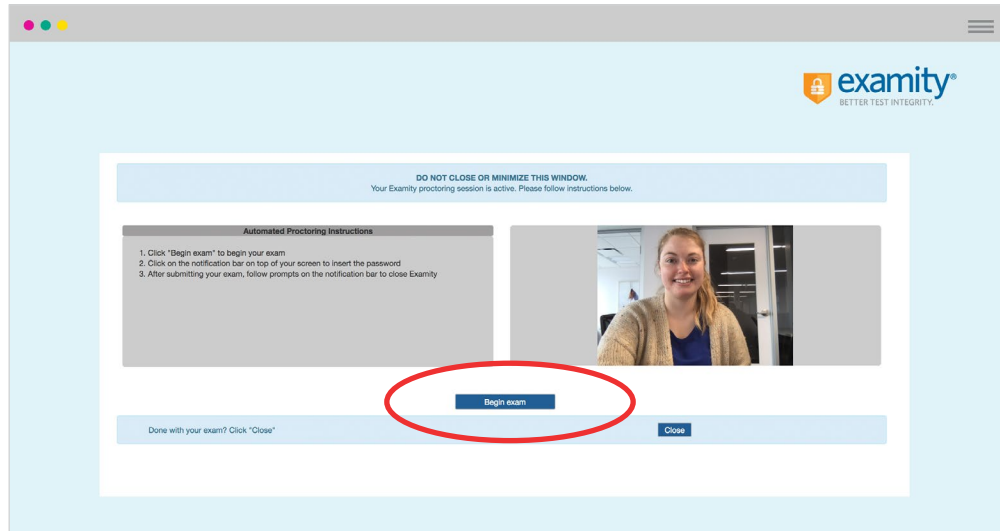 examity®
BETTER TEST INTEGRITY.
DO NOT CLOSE OR MINIMIZE THIS WINDOW.
Your Examity proctoring session is active. Please follow instructions below.
Automated Proctoring Instructions
1. Click "Begin exam" to begin your exam
2. Click on the notification bar on top of your screen to insert the password
3. After submitting your exam, follow prompts on the notification bar to close Examity
Begin exam
Done with your exam? Click "Close"
Close